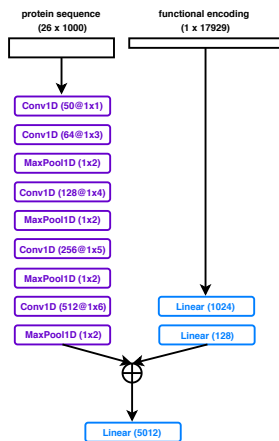 protein sequence
(26 x 1000)
functional encoding
(1 x 17929)
Conv1D (50@1x1)
Conv1D (64@1x3)
MaxPool1D (1x2)
Conv1D (128@1x4)
MaxPool1D (1x2)
Conv1D (256@1x5)
MaxPool1D (1x2)
Conv1D (512@1x6)
MaxPool1D (1x2)
Linear (1024)
Linear (128)
Linear (5012)